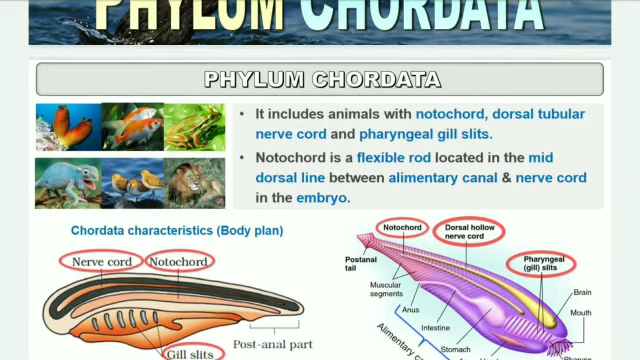 PHYLUM CHORDATA
PHYLUM CHORDATA
• It includes animals with notochord, dorsal tubular
nerve cord and pharyngeal gill slits.
• Notochord is a flexible rod located in the mid
dorsal line between alimentary canal & nerve cord
in the embryo.
Chordata characteristics (Body plan)
Nerve cord
Notochord
Gill slits
Post-anal part
Notochord
Dorsal hollow
nerve cord
Postanal
tail
Pharyngeal
(gill) slits
Muscular
segments
Brain
Anus
Mouth
Intestine
Stomach
Pharynx